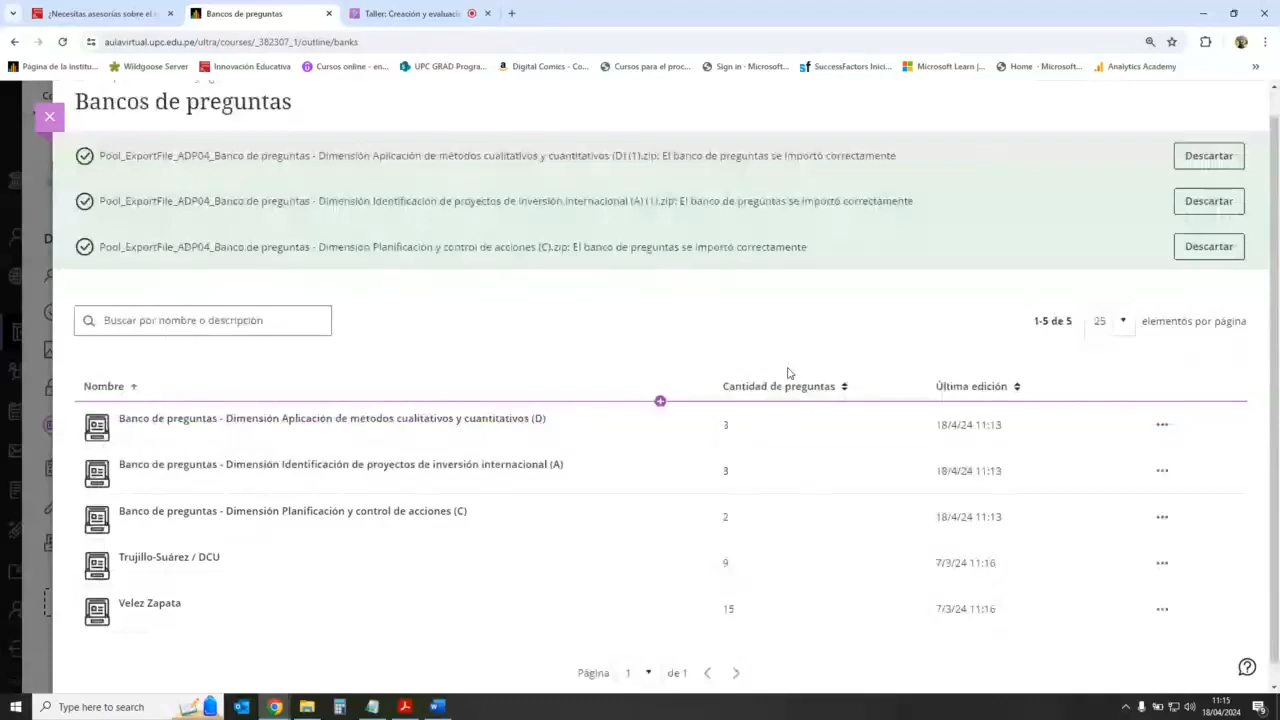 ¿Necesitas asesorías sobre el
Bancos de preguntas
Taller: Creación y evaluació
aulavirtual.upc.edu.pe/ultra/courses/_382307_1/outline/banks
Página de la Institu...
Wildgoose Server
Innovación Educativa
Cursos online - en...
UPC GRAD Progra...
Digital Comics - Co...
Cursos para el proc...
Sign in - Microsoft...
SuccessFactors Inici...
Microsoft Learn |...
Home - Microsoft...
Analytics Academy
Bancos de preguntas
Pool_ExportFile_ADP04_Banco de preguntas - Dimensión Aplicación de métodos cualitativos y cuantitativos (D) (1).zip: El banco de preguntas se importó correctamente
Descartar
Pool_ExportFile_ADP04_Banco de preguntas - Dimensión Identificación de proyectos de inversión internacional (A) (1).zip: El banco de preguntas se importó correctamente
Descartar
Pool_ExportFile_ADP04_Banco de preguntas - Dimensión Planificación y control de acciones (C).zip: El banco de preguntas se importó correctamente
Descartar
Buscar por nombre o descripción
1-5 de 5
25
elementos por página
Nombre
Cantidad de preguntas
Última edición
Banco de preguntas - Dimensión Aplicación de métodos cualitativos y cuantitativos (D)
3
18/4/24 11:13
Banco de preguntas - Dimensión Identificación de proyectos de inversión internacional (A)
3
18/4/24 11:13
Banco de preguntas - Dimensión Planificación y control de acciones (C)
2
18/4/24 11:13
Trujillo-Suárez / DCU
9
7/3/24 11:16
Velez Zapata
15
7/3/24 11:16
Página 1 de 1
Type here to search
11:15
18/04/2024